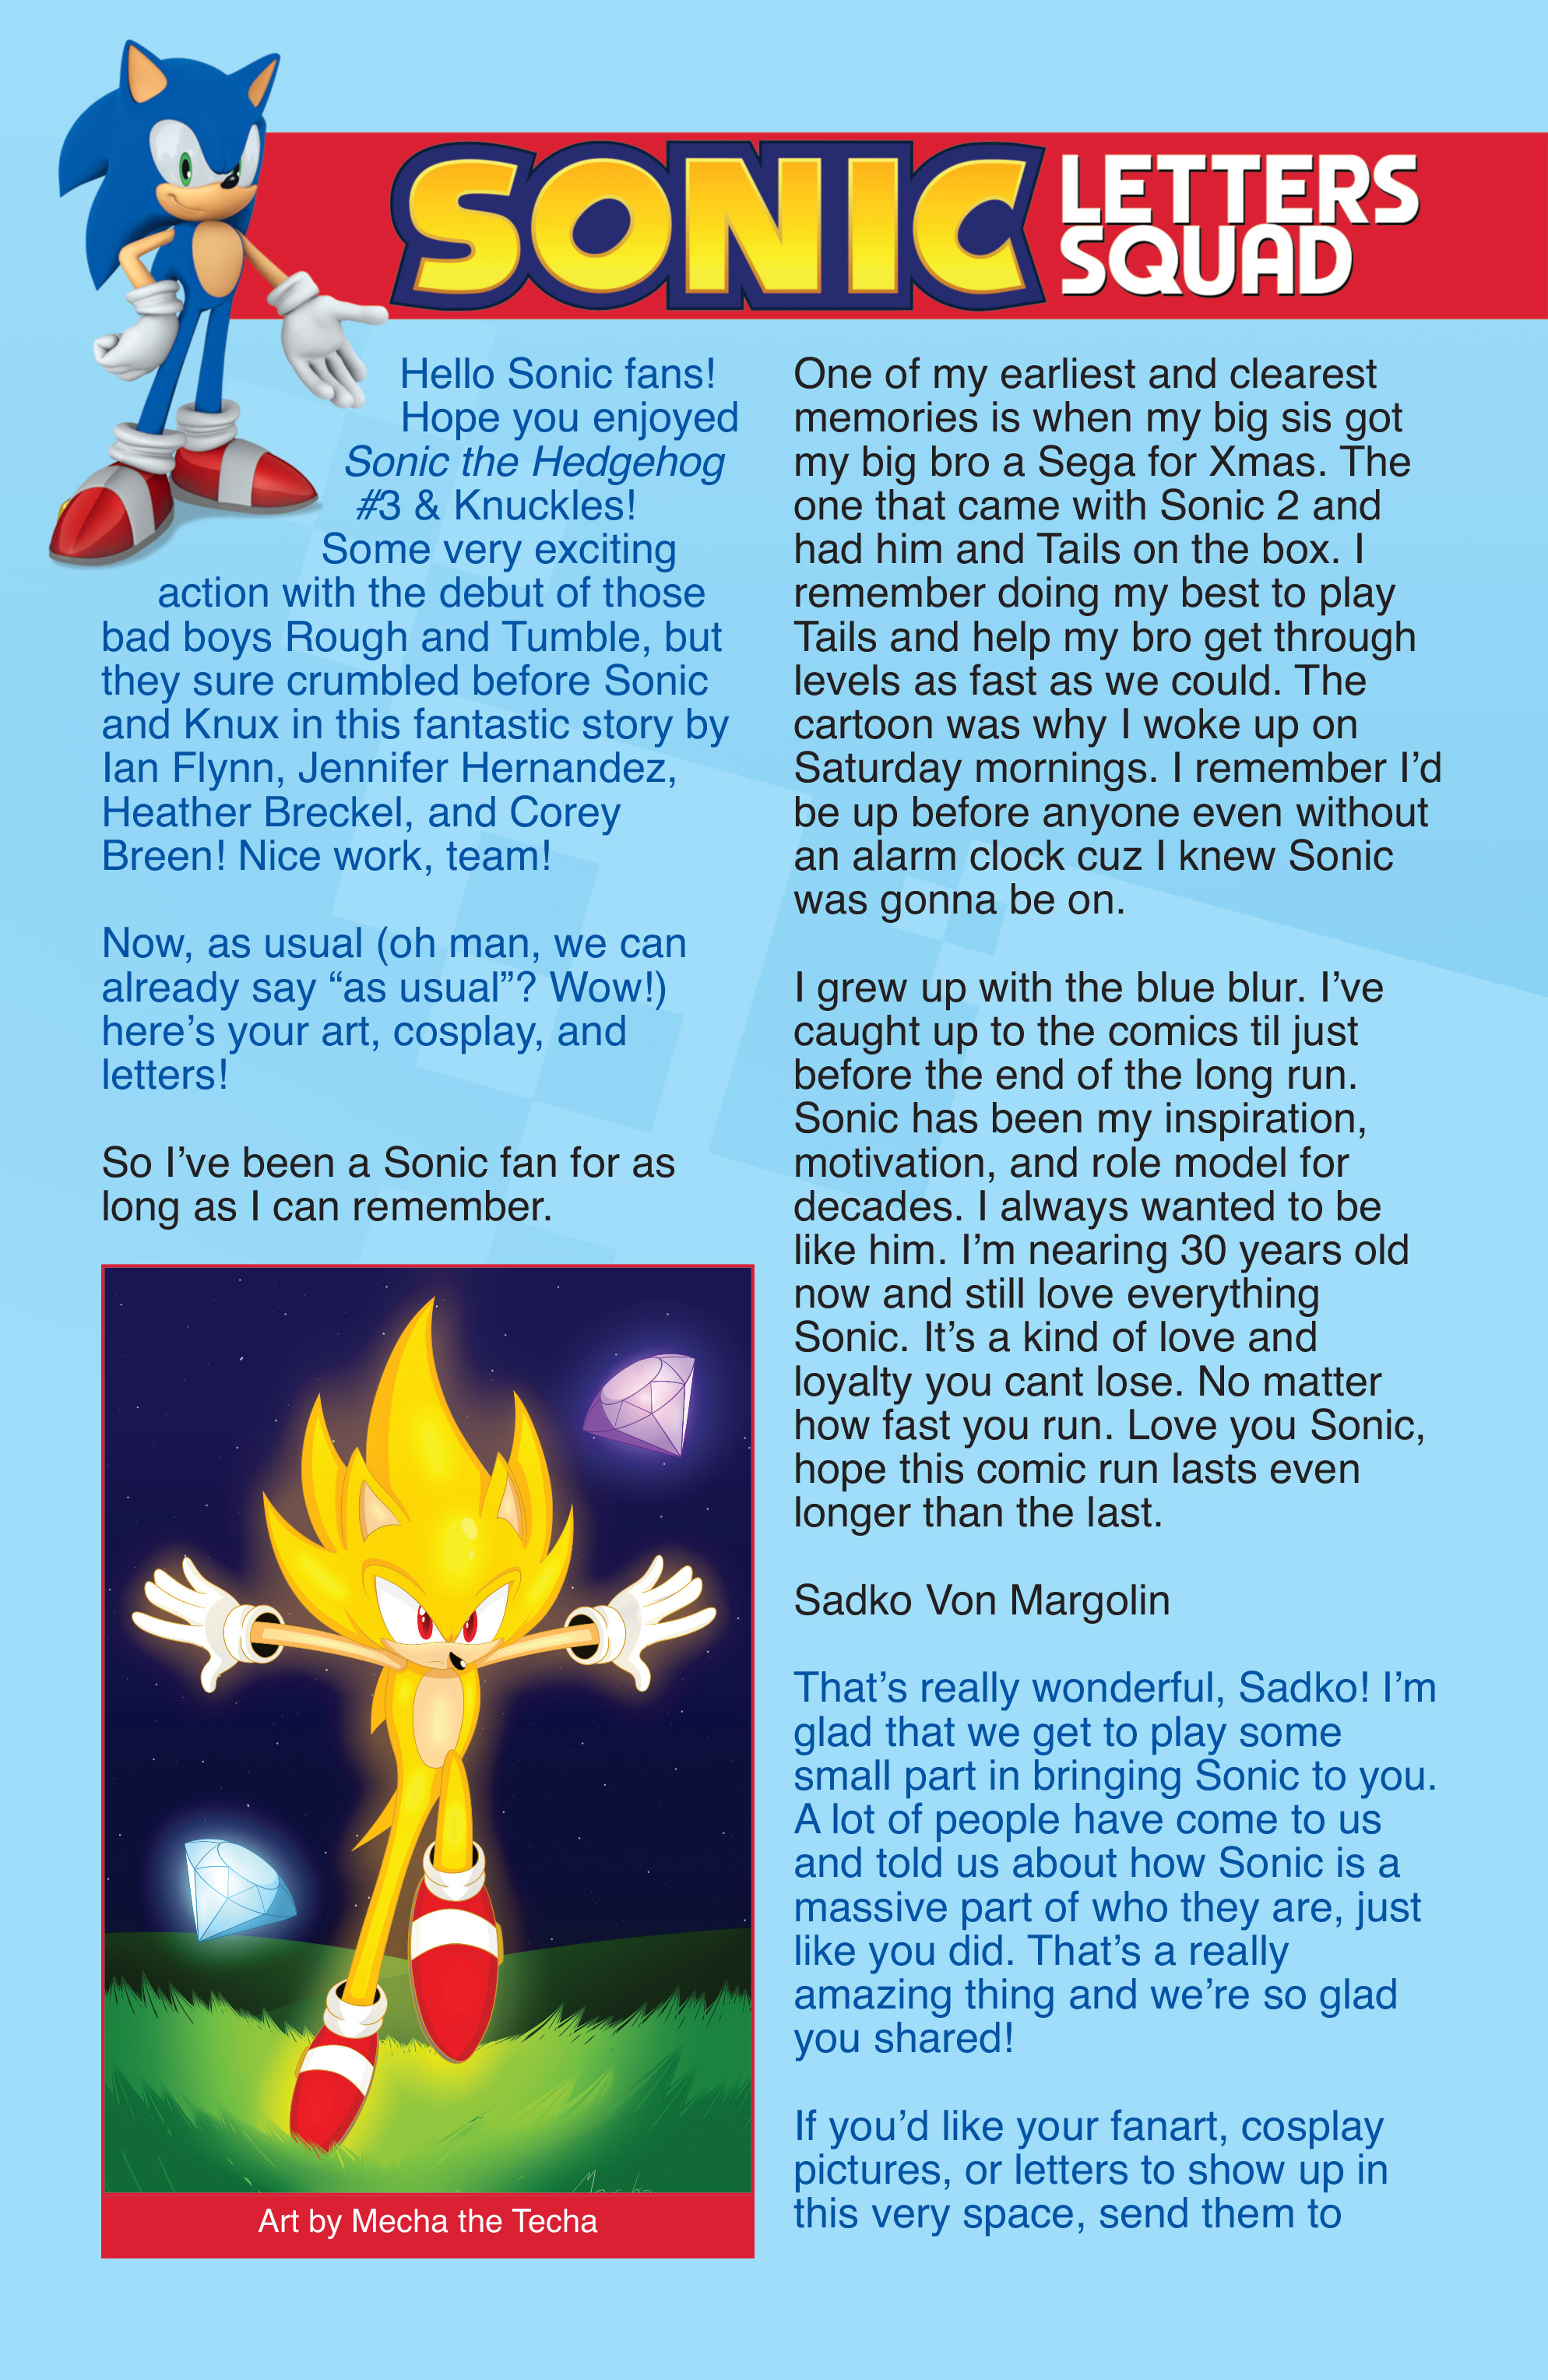 SONIC
LETTERS
SQUAD
Hello Sonic fans!
Hope you enjoyed
Sonic the Hedgehog
#3 & Knuckles!
Some very exciting
action with the debut of those
bad boys Rough and Tumble, but
they sure crumbled before Sonic
and Knux in this fantastic story by
Ian Flynn, Jennifer Hernandez,
Heather Breckel, and Corey
Breen! Nice work, team!
Now, as usual (oh man, we can
already say “as usual”? Wow!)
here’s your art, cosplay, and
letters!
So I’ve been a Sonic fan for as
long as I can remember.
Art by Mecha the Techa
One of my earliest and clearest
memories is when my big sis got
my big bro a Sega for Xmas. The
one that came with Sonic 2 and
had him and Tails on the box. I
remember doing my best to play
Tails and help my bro get through
levels as fast as we could. The
cartoon was why I woke up on
Saturday mornings. I remember I’d
be up before anyone even without
an alarm clock cuz I knew Sonic
was gonna be on.
I grew up with the blue blur. I’ve
caught up to the comics til just
before the end of the long run.
Sonic has been my inspiration,
motivation, and role model for
decades. I always wanted to be
like him. I’m nearing 30 years old
now and still love everything
Sonic. It’s a kind of love and
loyalty you cant lose. No matter
how fast you run. Love you Sonic,
hope this comic run lasts even
longer than the last.
Sadko Von Margolin
That’s really wonderful, Sadko! I’m
glad that we get to play some
small part in bringing Sonic to you.
A lot of people have come to us
and told us about how Sonic is a
massive part of who they are, just
like you did. That’s a really
amazing thing and we’re so glad
you shared!
If you’d like your fanart, cosplay
pictures, or letters to show up in
this very space, send them to